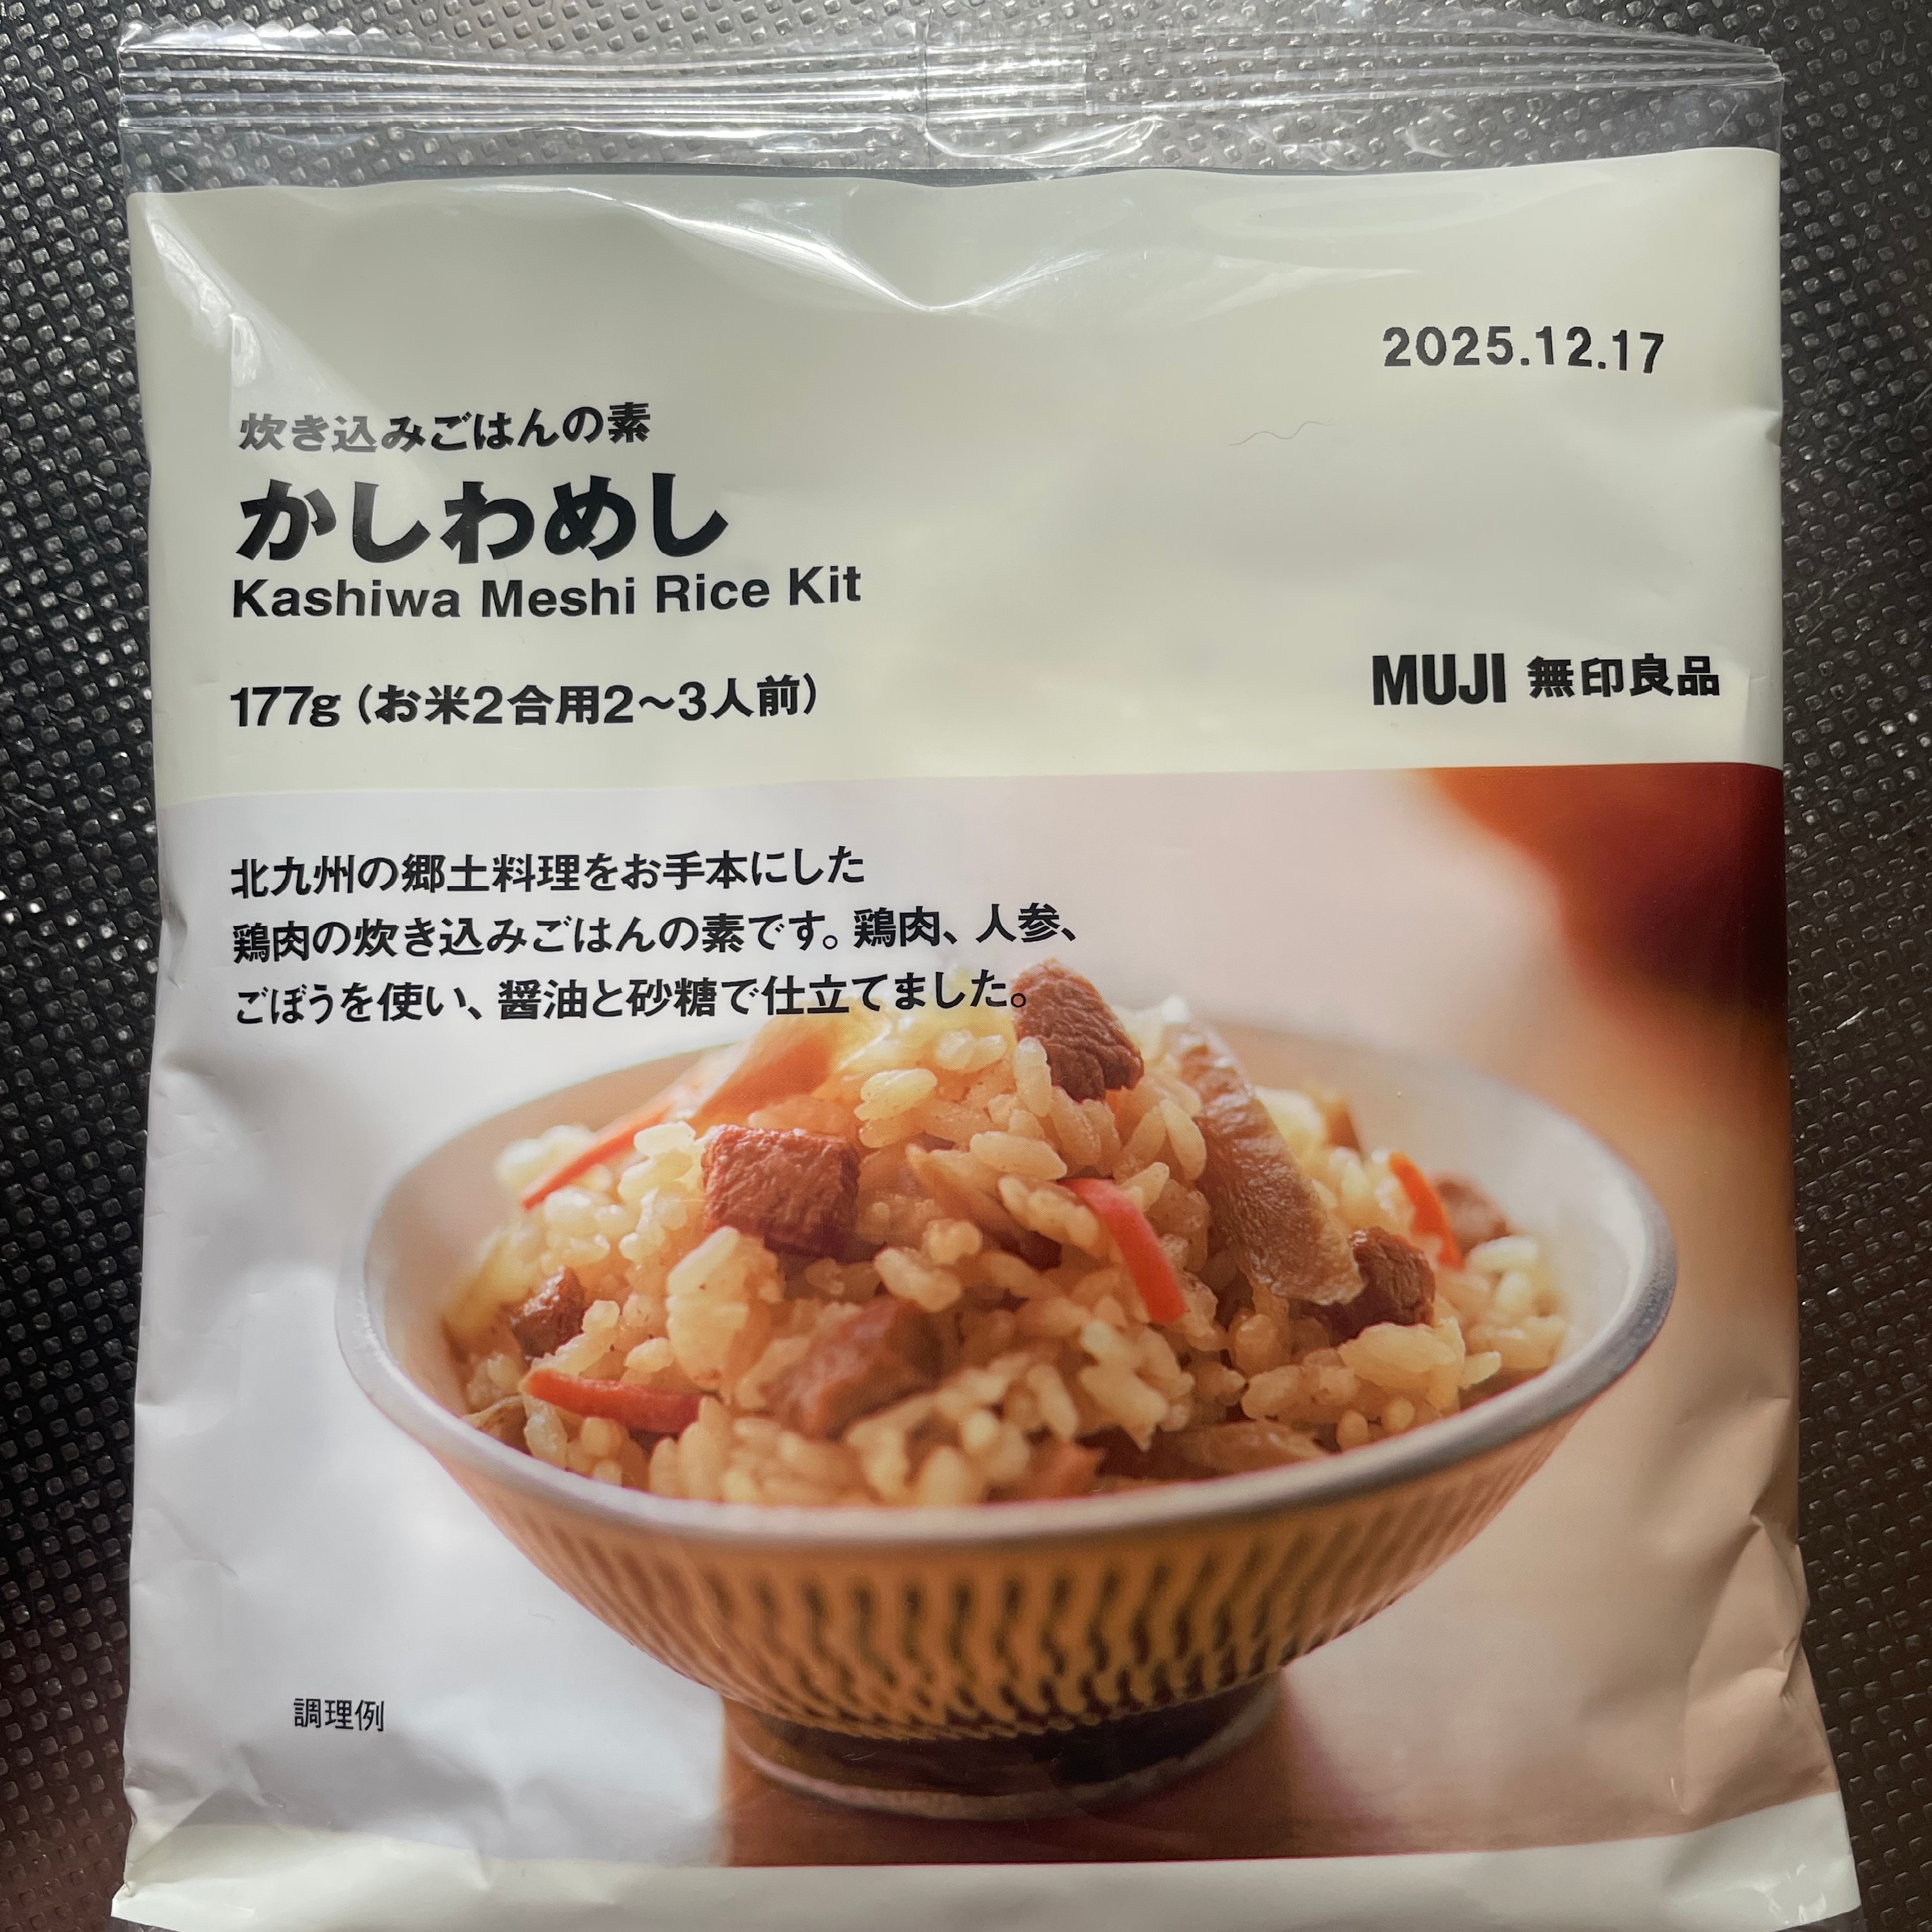 2025.12.17
炊き込みごはんの素
かしわめし
Kashiwa Meshi Rice Kit
177g（お米2合用2〜3人前）
MUJI 無印良品
北九州の郷土料理をお手本にした
鶏肉の炊き込みごはんの素です。鶏肉、人参、
ごぼうを使い、醤油と砂糖で仕立てました。
調理例